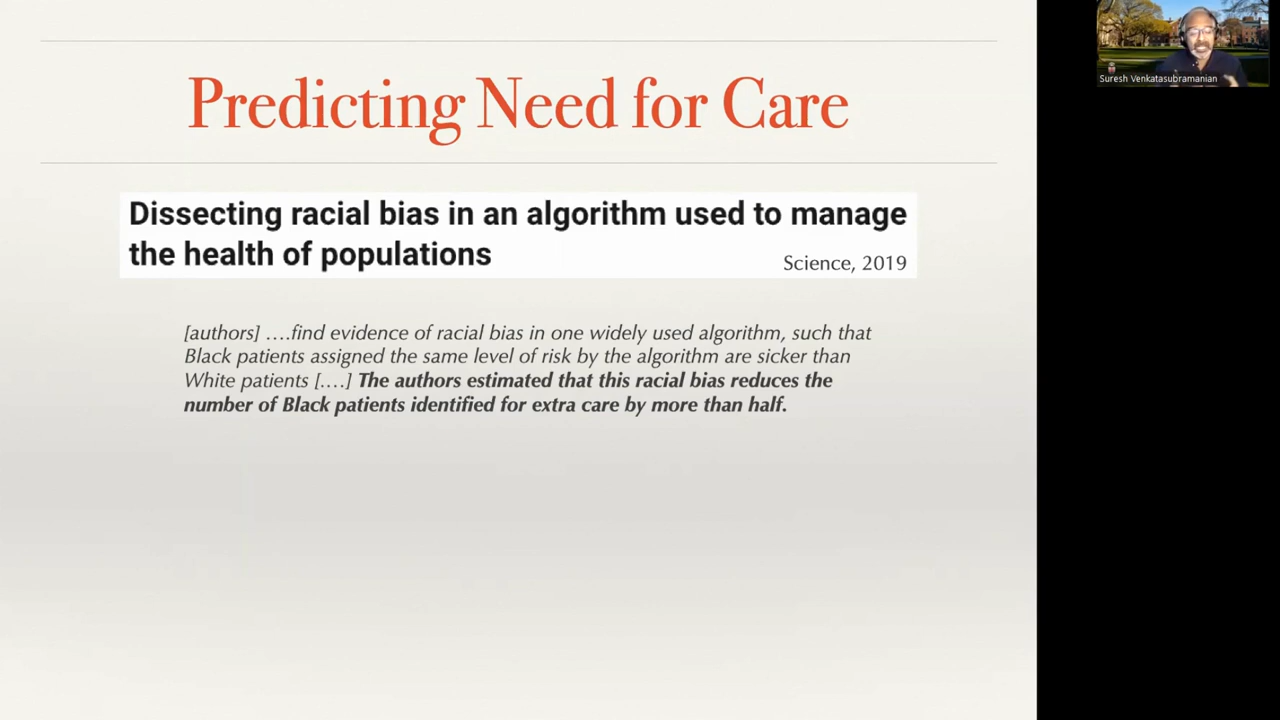 Predicting Need for Care
Dissecting racial bias in an algorithm used to manage
the health of populations
Science, 2019
[authors] ….find evidence of racial bias in one widely used algorithm, such that
Black patients assigned the same level of risk by the algorithm are sicker than
White patients [….] The authors estimated that this racial bias reduces the
number of Black patients identified for extra care by more than half.
Suresh Venkatasubramanian